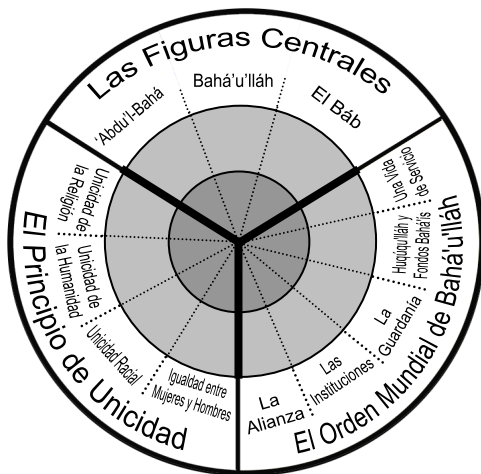 Las Figuras Centrales
'Abdu'l-Bahá
Bahá'u'lláh
El Báb
El Orden Mundial de Bahá'u'lláh
Una Vida
de Servicio
Huqúqu'lláh y
Fondos Bahá'ís
La
Guardanía
Las
Instituciones
La
Alianza
El Principio de Unicidad
Unicidad de
la Religión
Unicidad de
la Humanidad
Unicidad Racial
Igualdad entre
Mujeres y Hombres